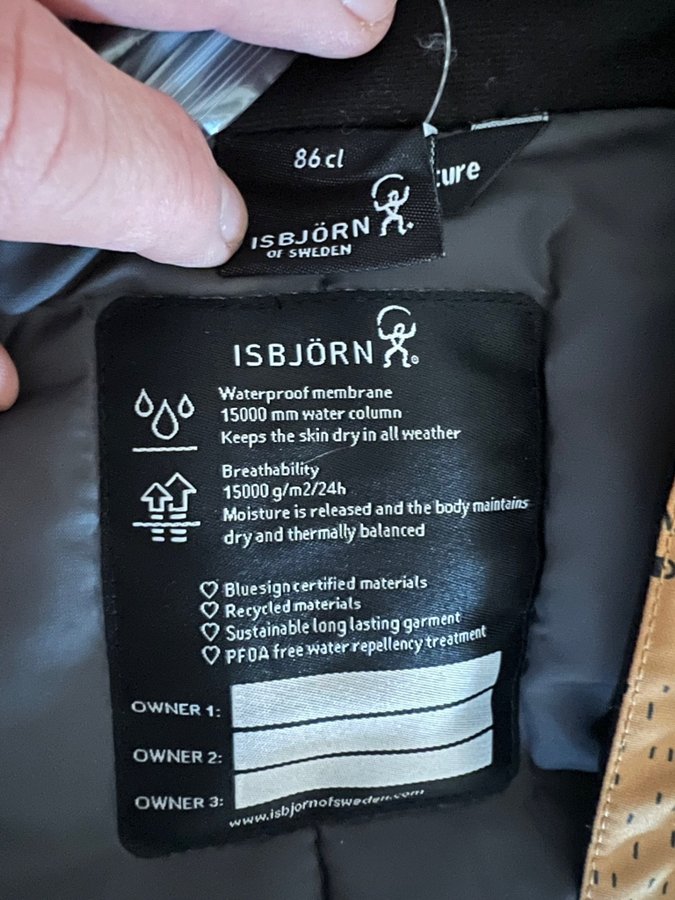 86 cl
ISBJÖRN
OF SWEDEN
ISBJÖRN
Waterproof membrane
15000 mm water column
Keeps the skin dry in all weather
Breathability
15000 g/m2/24h
Moisture is released and the body maintains
dry and thermally balanced
Bluesign certified materials
Recycled materials
Sustainable long lasting garment
PFOA free water repellency treatment
OWNER 1:
OWNER 2:
OWNER 3:
www.isbjornofsweden.com